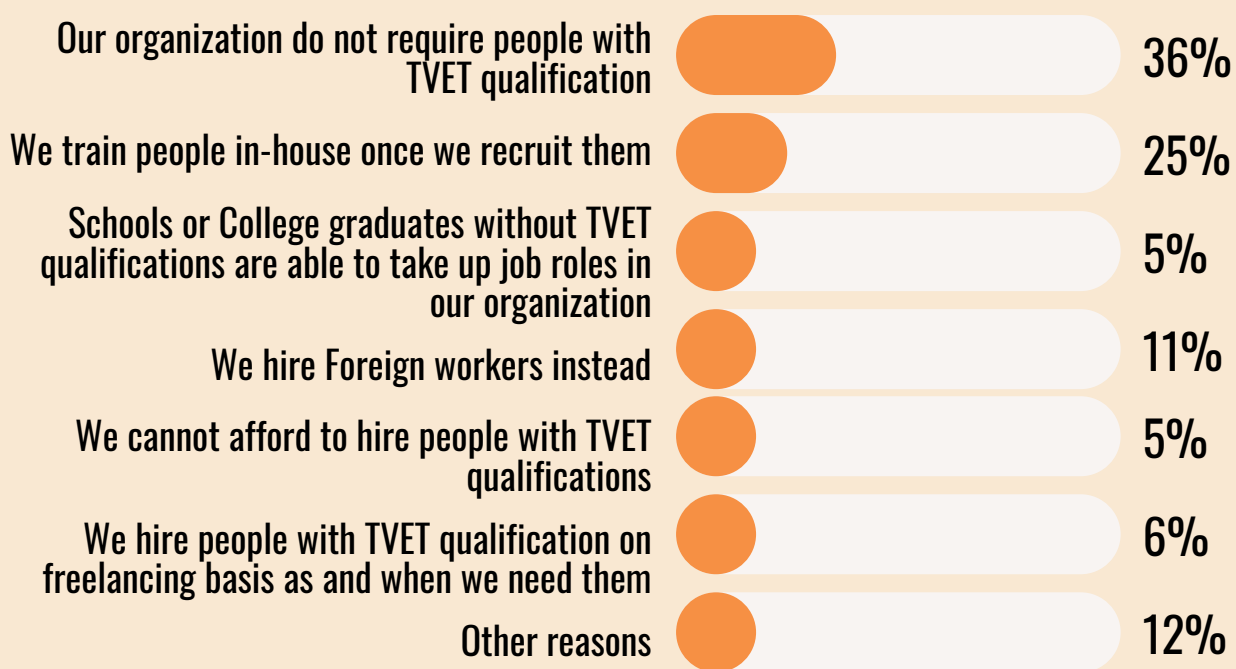 Our organization do not require people with
TVET qualification
36%
We train people in-house once we recruit them
25%
Schools or College graduates without TVET
qualifications are able to take up job roles in
our organization
5%
We hire Foreign workers instead
11%
We cannot afford to hire people with TVET
qualifications
5%
We hire people with TVET qualification on
freelancing basis as and when we need them
6%
Other reasons
12%